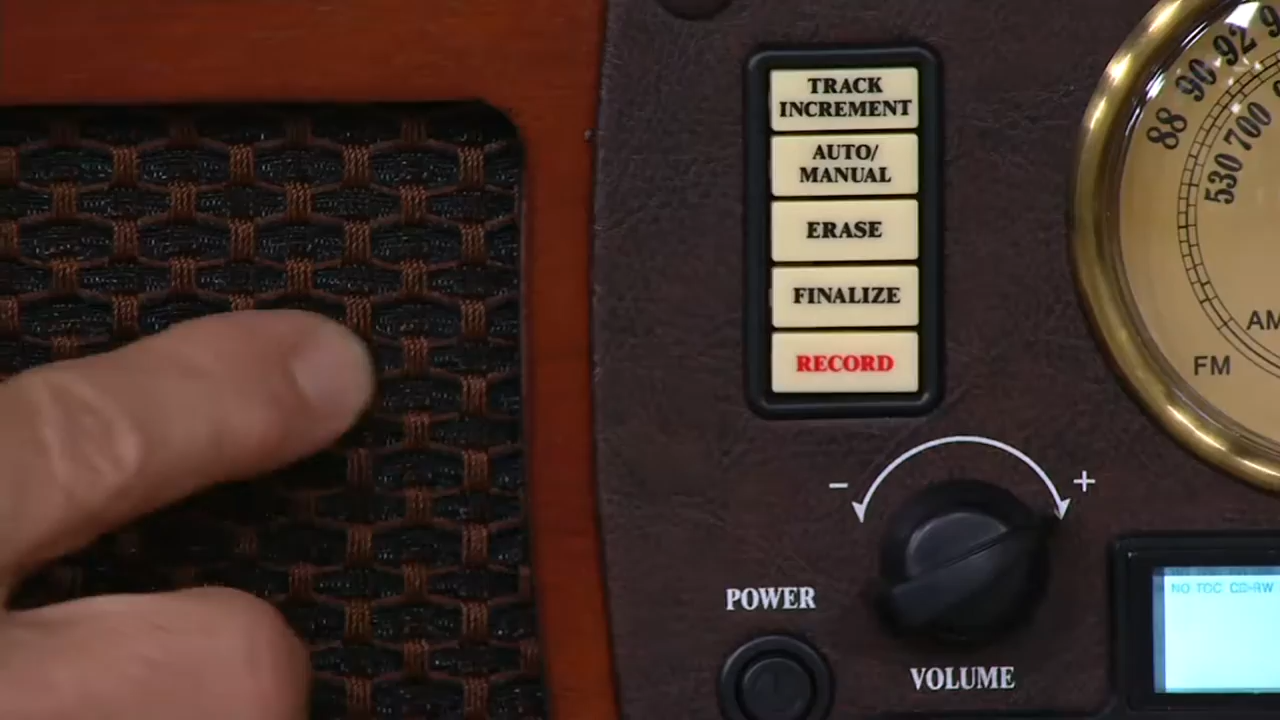 TRACK
INCREMENT
AUTO/
MANUAL
ERASE
FINALIZE
RECORD
88 90 92
530 700
AM
FM
- +
POWER
VOLUME
NO TOC CD-RW